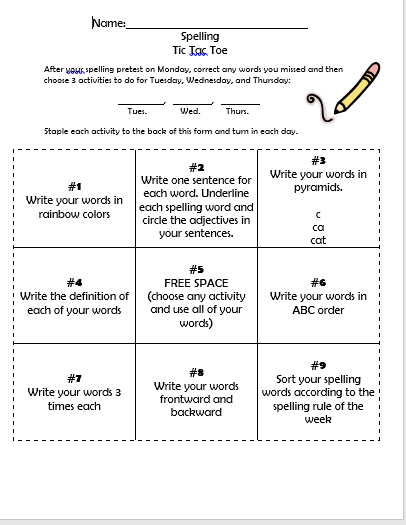 Name:
Spelling
Tic Tac Toe
After your spelling pretest on Monday, correct any words you missed and then
choose 3 activities to do for Tuesday, Wednesday, and Thursday:
________, ________, ________
Tues. Wed. Thurs.
Staple each activity to the back of this form and turn in each day.
#1
Write your words in
rainbow colors
#2
Write one sentence for
each word. Underline
each spelling word and
circle the adjectives in
your sentences.
#3
Write your words in
pyramids.
c
ca
cat
#4
Write the definition of
each of your words
#5
FREE SPACE
(choose any activity
and use all of your
words)
#6
Write your words in
ABC order
#7
Write your words 3
times each
#8
Write your words
frontward and
backward
#9
Sort your spelling
words according to the
spelling rule of the
week